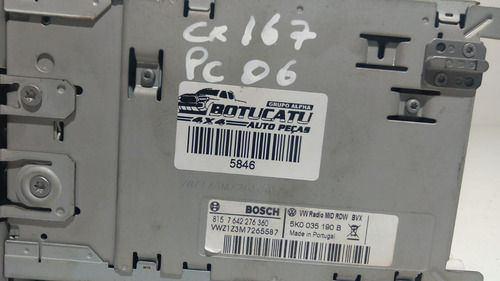 CX 167
PC 06
GRUPO ALPHA
BOTUCATU
4X4 AUTO PEÇAS
5846
BOSCH
VW Radio MID RDW BVX
815 7 642 276 360
5K0 035 190 B
VWZ1Z3M7265587
Made in Portugal